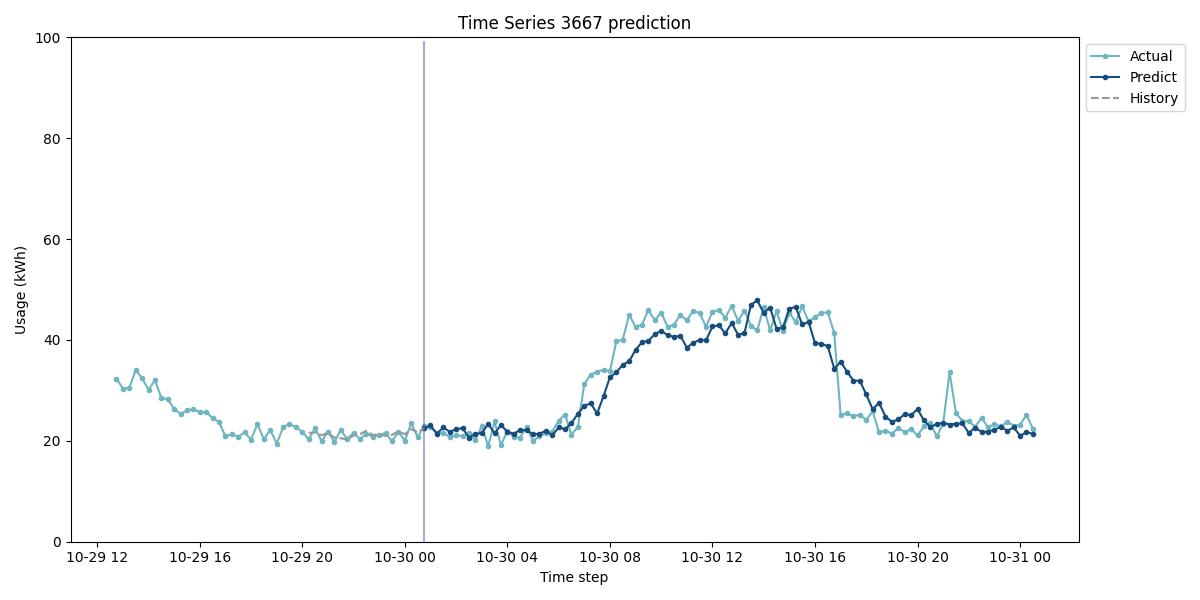 Time Series 3667 prediction
100
80
60
40
20
0
Usage (kWh)
10-29 12
10-29 16
10-29 20
10-30 00
10-30 04
10-30 08
10-30 12
10-30 16
10-30 20
10-31 00
Time step
Actual
Predict
History